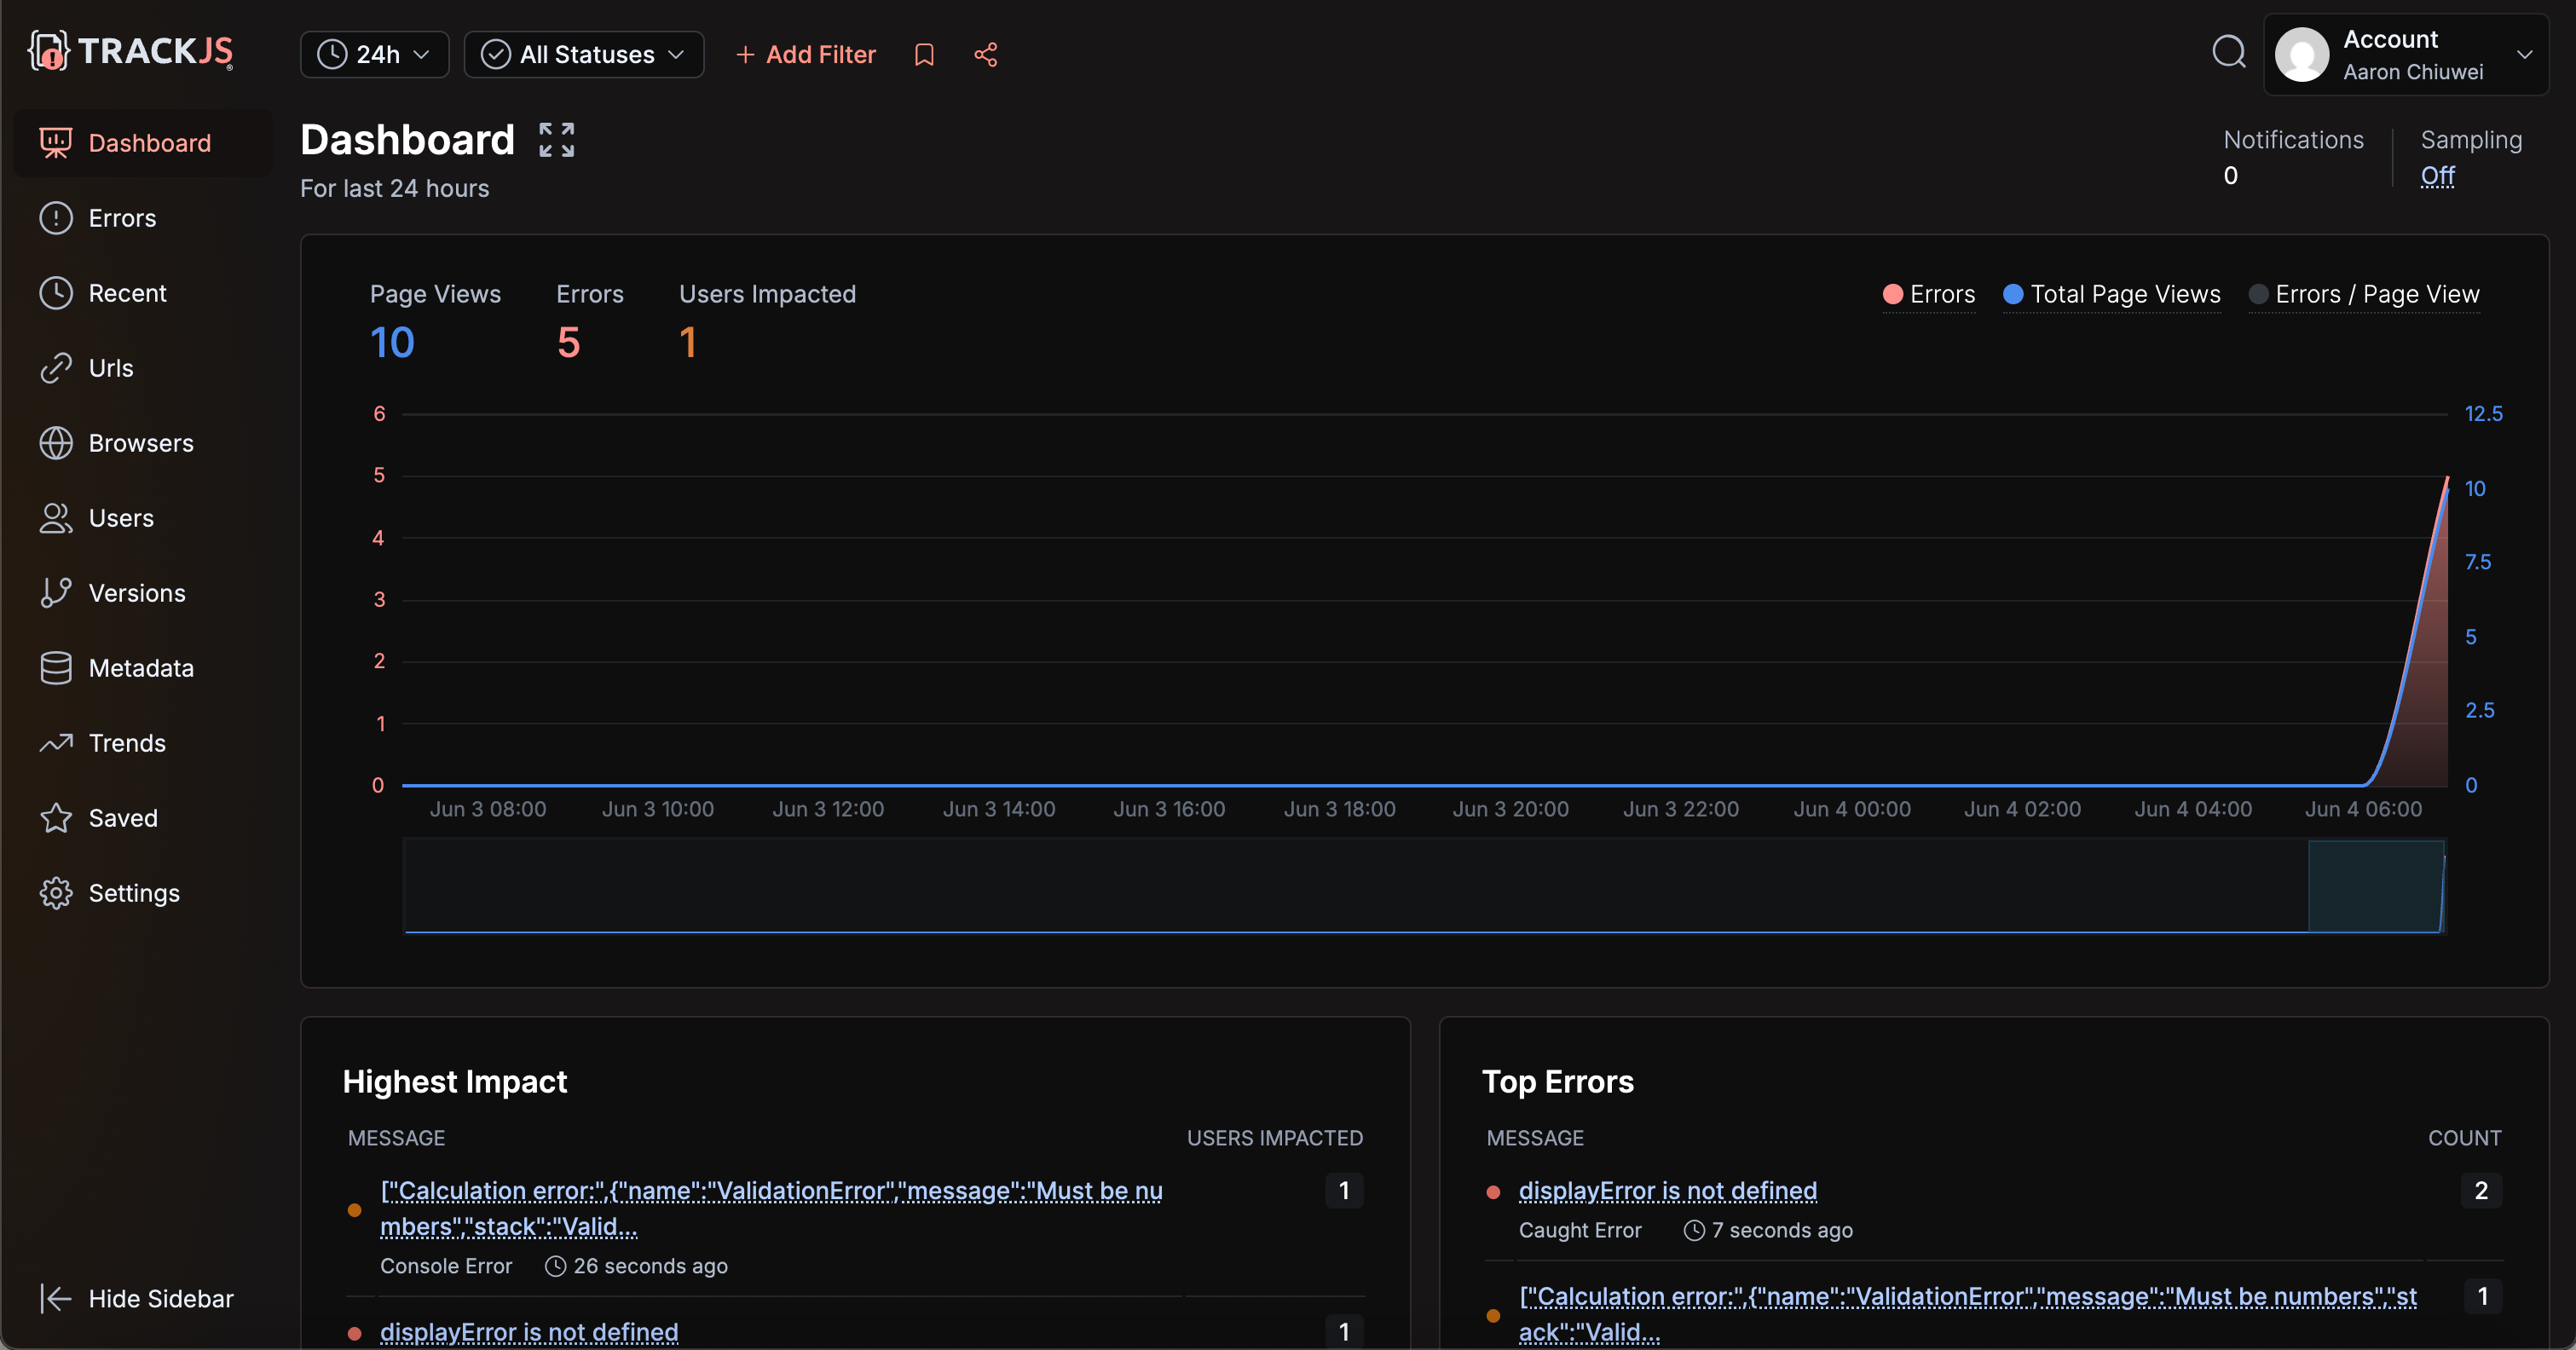 TRACKJS
24h
All Statuses
+ Add Filter
Account
Aaron Chiuwei
Dashboard
Errors
Recent
Urls
Browsers
Users
Versions
Metadata
Trends
Saved
Settings
Hide Sidebar
Dashboard
For last 24 hours
Notifications
0
Sampling
Off
Page Views
10
Errors
5
Users Impacted
1
Errors
Total Page Views
Errors / Page View
6
5
4
3
2
1
0
12.5
10
7.5
5
2.5
0
Jun 3 08:00 Jun 3 10:00 Jun 3 12:00 Jun 3 14:00 Jun 3 16:00 Jun 3 18:00 Jun 3 20:00 Jun 3 22:00 Jun 4 00:00 Jun 4 02:00 Jun 4 04:00 Jun 4 06:00
Highest Impact
MESSAGE USERS IMPACTED
["Calculation error:",{"name":"ValidationError","message":"Must be nu
mbers","stack":"Valid...
1
Console Error 26 seconds ago
displayError is not defined
1
Top Errors
MESSAGE COUNT
displayError is not defined
2
Caught Error 7 seconds ago
["Calculation error:",{"name":"ValidationError","message":"Must be numbers","st
ack":"Valid...
1